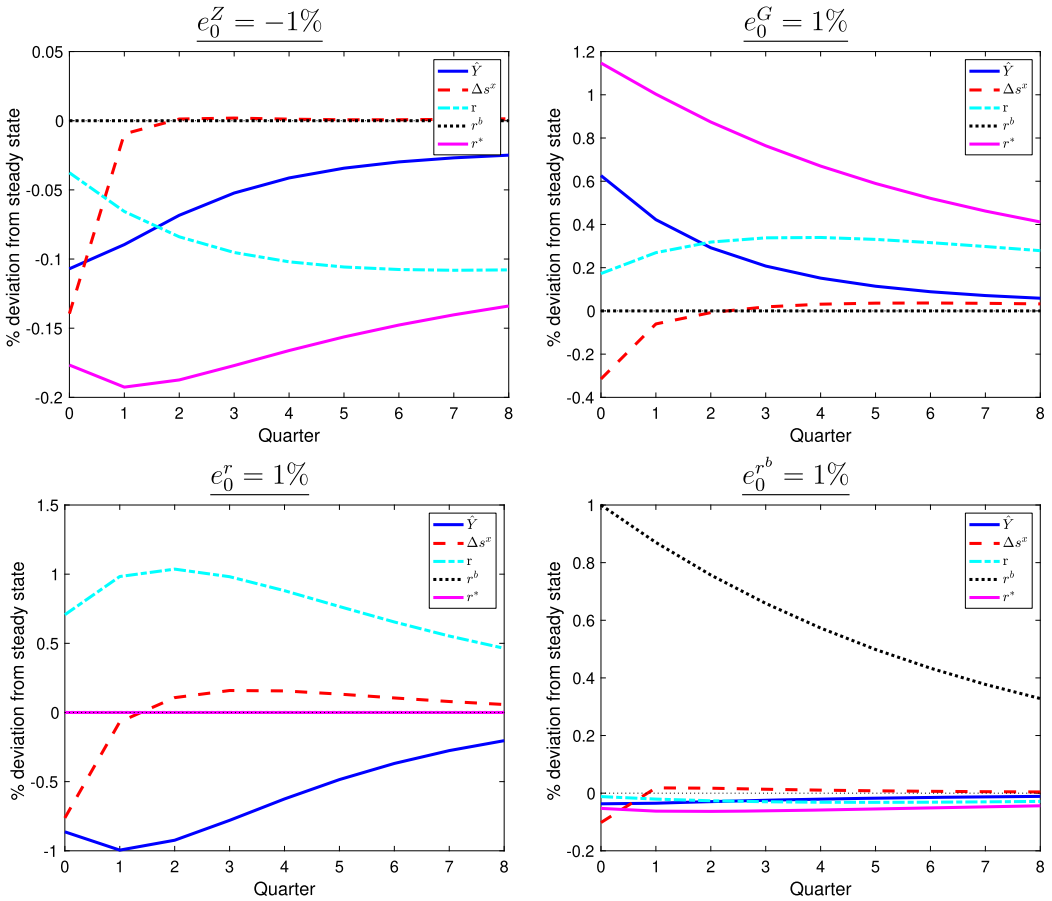 e_0^Z = −1%
% deviation from steady state
0.05
0
-0.05
-0.1
-0.15
-0.2
Ŷ
Δs^x
r
r^b
r^*
0 1 2 3 4 5 6 7 8
Quarter
e_0^G = 1%
% deviation from steady state
1.2
1
0.8
0.6
0.4
0.2
0
-0.2
-0.4
Ŷ
Δs^x
r
r^b
r^*
0 1 2 3 4 5 6 7 8
Quarter
e_0^r = 1%
% deviation from steady state
1.5
1
0.5
0
-0.5
-1
Ŷ
Δs^x
r
r^b
r^*
0 1 2 3 4 5 6 7 8
Quarter
e_0^{r^b} = 1%
% deviation from steady state
1
0.8
0.6
0.4
0.2
0
-0.2
Ŷ
Δs^x
r
r^b
r^*
0 1 2 3 4 5 6 7 8
Quarter